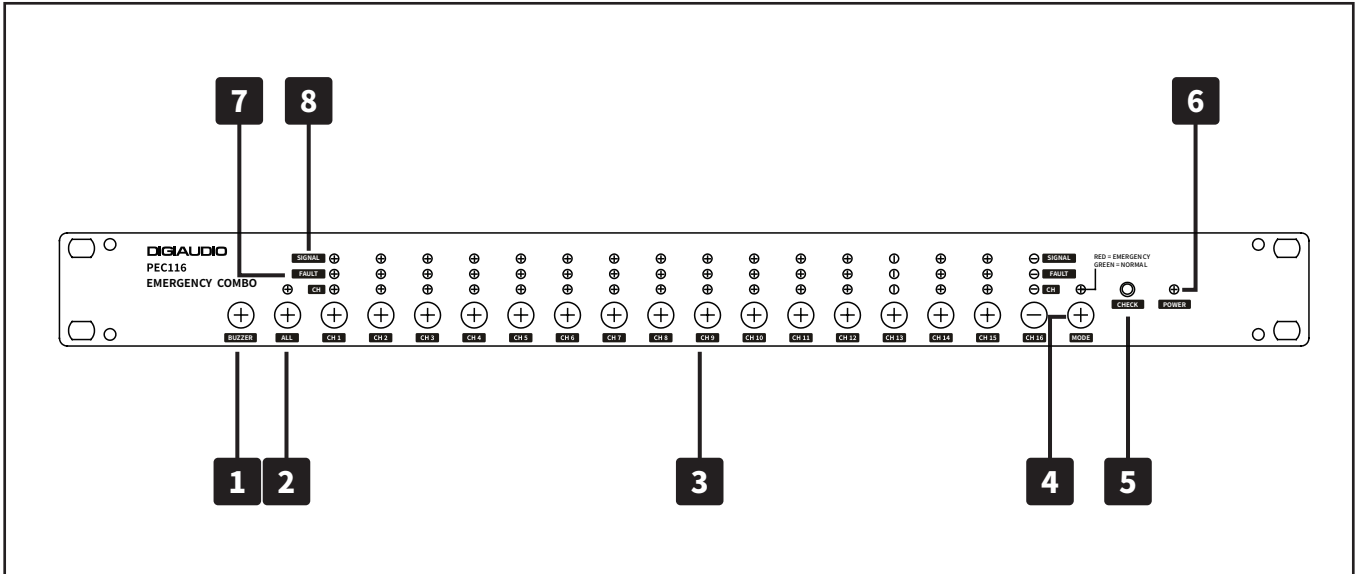 7 8 6
DIGIAUDIO
PEC116
EMERGENCY COMBO
SIGNAL
FAULT
CH
SIGNAL
FAULT
CH
RED = EMERGENCY
GREEN = NORMAL
CHECK POWER
BUZZER ALL CH 1 CH 2 CH 3 CH 4 CH 5 CH 6 CH 7 CH 8 CH 9 CH 10 CH 11 CH 12 CH 13 CH 14 CH 15 CH 16 MODE
1 2 3 4 5